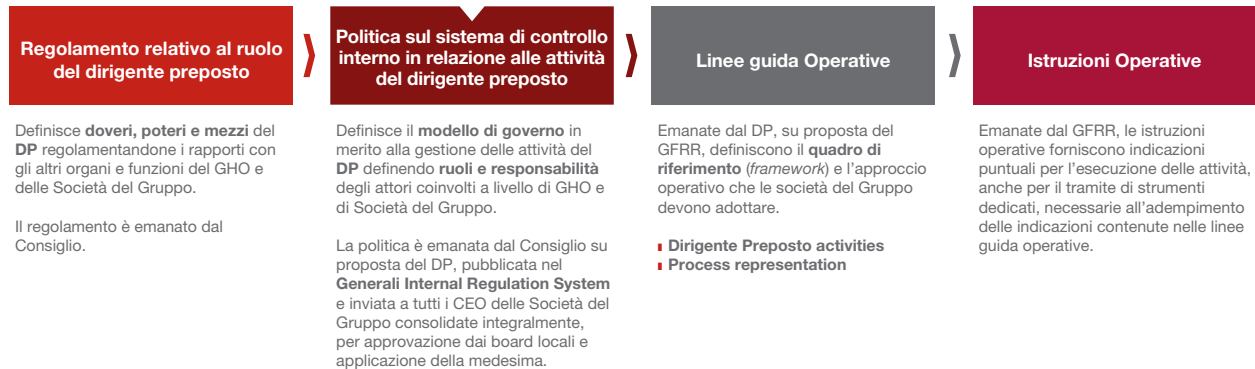 Regolamento relativo al ruolo
del dirigente preposto
Definisce doveri, poteri e mezzi del
DP regolamentandone i rapporti con
gli altri organi e funzioni del GHO e
delle Società del Gruppo.
Il regolamento è emanato dal
Consiglio.
Politica sul sistema di controllo
interno in relazione alle attività
del dirigente preposto
Definisce il modello di governo in
merito alla gestione delle attività del
DP definendo ruoli e responsabilità
degli attori coinvolti a livello di GHO e
di Società del Gruppo.
La politica è emanata dal Consiglio su
proposta del DP, pubblicata nel
Generali Internal Regulation System
e inviata a tutti i CEO delle Società del
Gruppo consolidate integralmente,
per approvazione dai board locali e
applicazione della medesima.
Linee guida Operative
Emanate dal DP, su proposta del
GFRR, definiscono il quadro di
riferimento (framework) e l'approccio
operativo che le società del Gruppo
devono adottare.
Dirigente Preposto activities
Process representation
Istruzioni Operative
Emanate dal GFRR, le istruzioni
operative forniscono indicazioni
puntuali per l'esecuzione delle attività,
anche per il tramite di strumenti
dedicati, necessarie all'adempimento
delle indicazioni contenute nelle linee
guida operative.